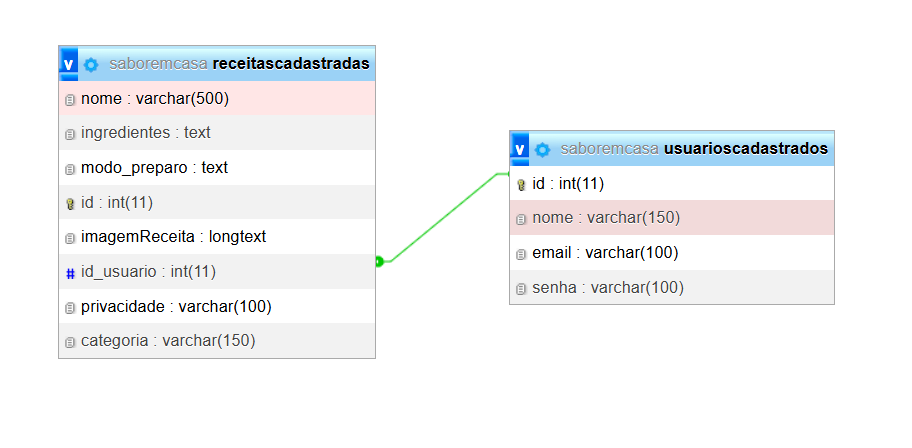 v saboremcasa receitascadastradas
nome : varchar(500)
ingredientes : text
modo_preparo : text
id : int(11)
imagemReceita : longtext
# id_usuario : int(11)
privacidade : varchar(100)
categoria : varchar(150)
v saboremcasa usuarioscadastrados
id : int(11)
nome : varchar(150)
email : varchar(100)
senha : varchar(100)